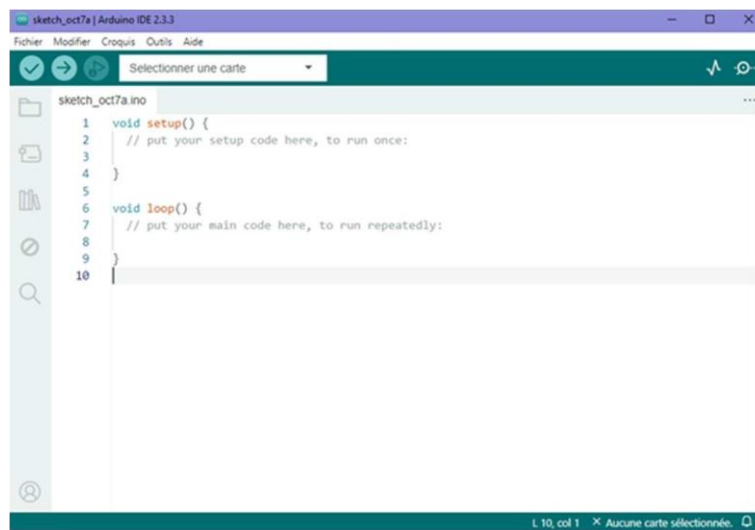 sketch_oct7a | Arduino IDE 2.3.3
Fichier Modifier Croquis Outils Aide
Selectionner une carte
sketch_oct7a.ino
1 void setup() {
2 // put your setup code here, to run once:
3
4 }
5
6 void loop() {
7 // put your main code here, to run repeatedly:
8
9 }
10
L 10, col 1 × Aucune carte sélectionnée.